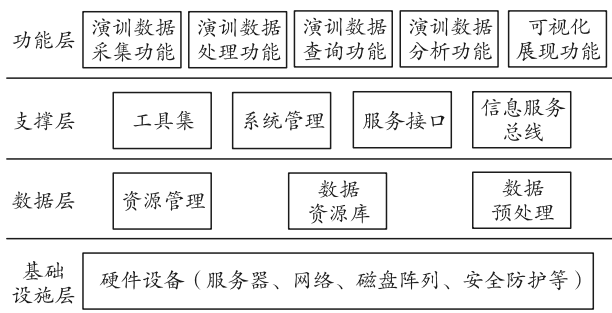 功能层
演训数据
采集功能
演训数据
处理功能
演训数据
查询功能
演训数据
分析功能
可视化
展现功能
支撑层
工具集
系统管理
服务接口
信息服务
总线
数据层
资源管理
数据
资源库
数据
预处理
基础
设施层
硬件设备（服务器、网络、磁盘阵列、安全防护等）